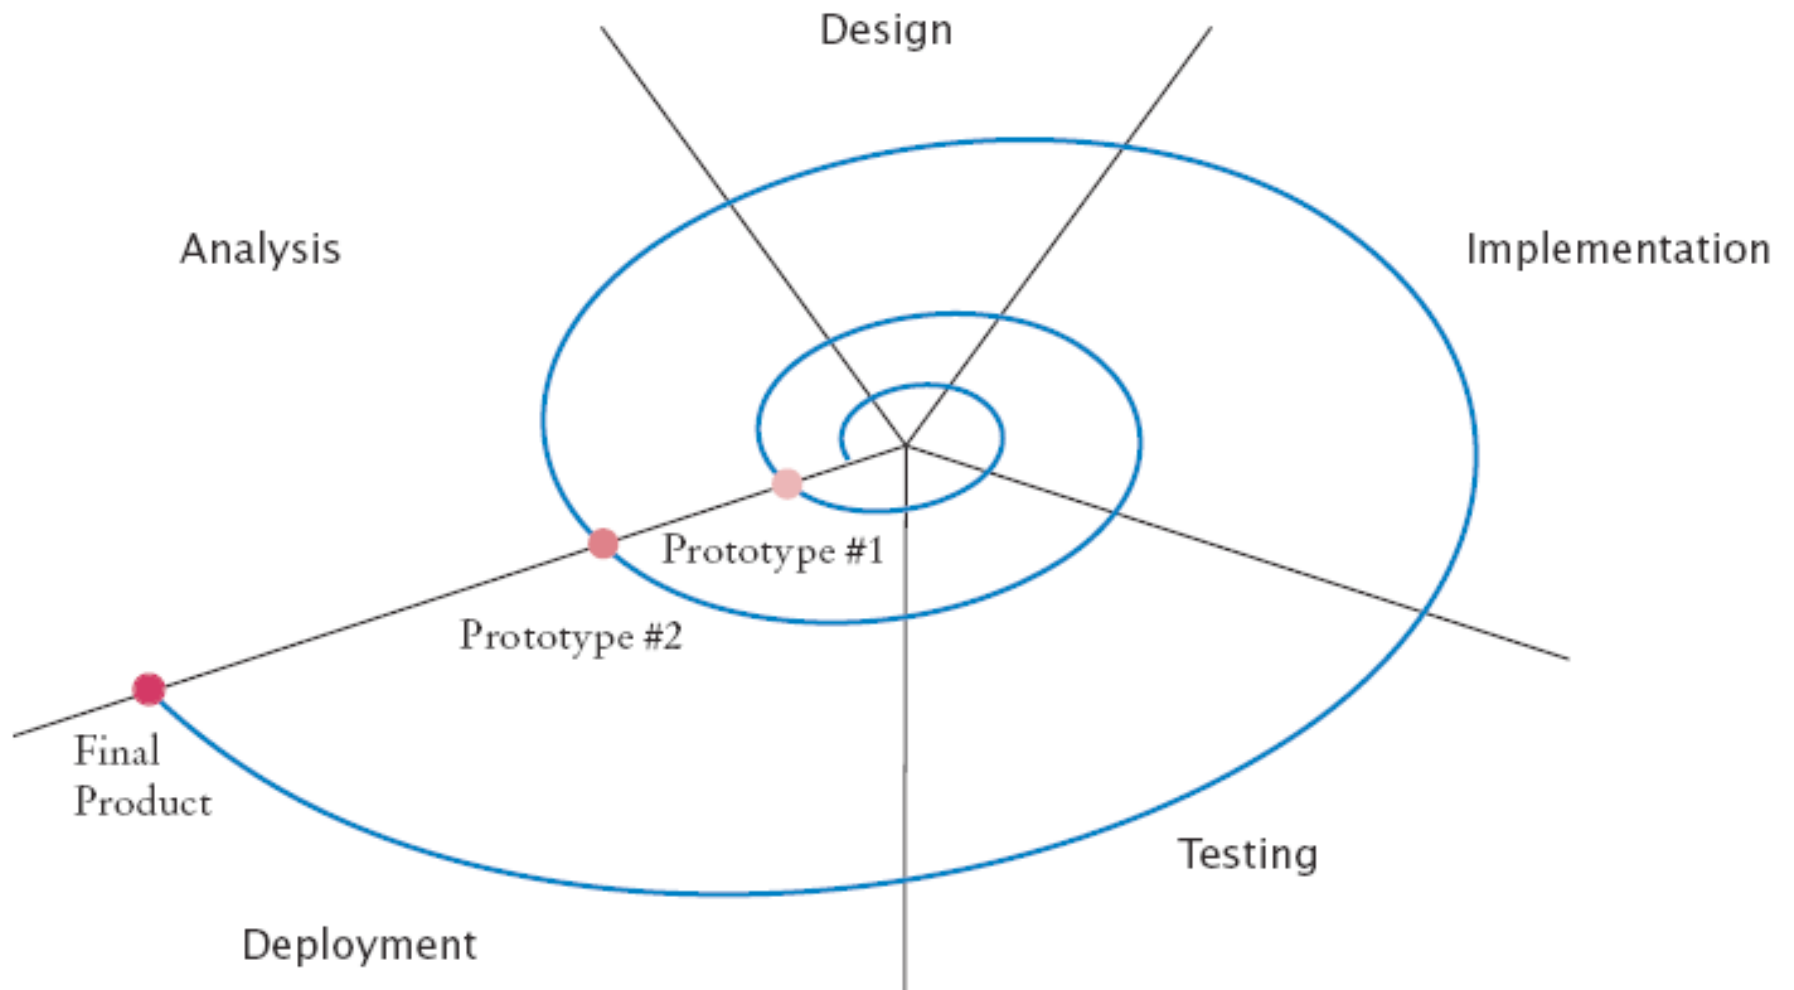 Design
Analysis
Implementation
Prototype #1
Prototype #2
Final
Product
Testing
Deployment